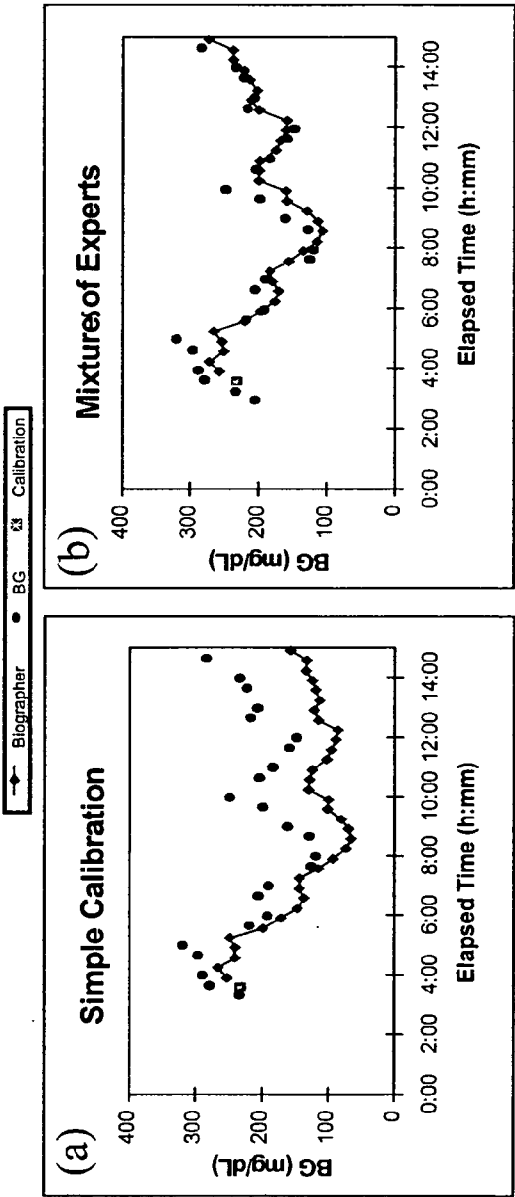 Biographer BG Calibration
(a)
Simple Calibration
400
300
200
100
0
BG (mg/dL)
0:00 2:00 4:00 6:00 8:00 10:00 12:00 14:00
Elapsed Time (h:mm)
(b)
Mixtures of Experts
400
300
200
100
0
BG (mg/dL)
0:00 2:00 4:00 6:00 8:00 10:00 12:00 14:00
Elapsed Time (h:mm)